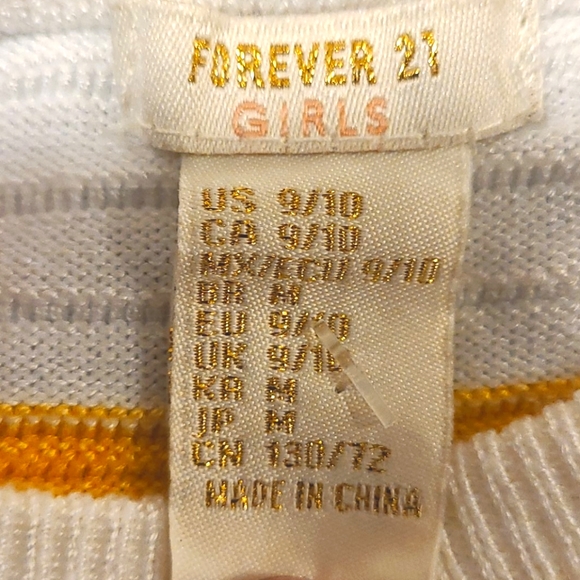 FOREVER 21
GIRLS
US 9/10
CA 9/10
MX/ECU 9/10
BR M
EU 9/10
UK 9/10
KA M
JP M
CN 130/72
MADE IN CHINA